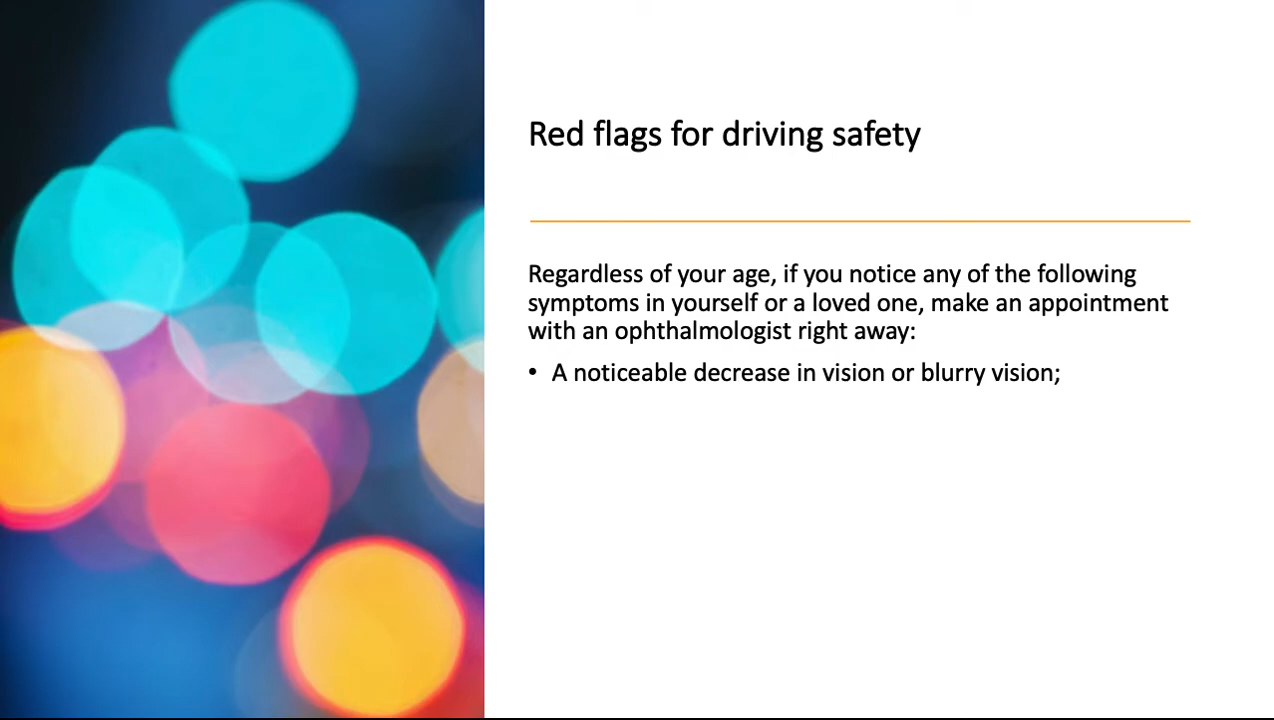 Red flags for driving safety
Regardless of your age, if you notice any of the following
symptoms in yourself or a loved one, make an appointment
with an ophthalmologist right away:
• A noticeable decrease in vision or blurry vision;